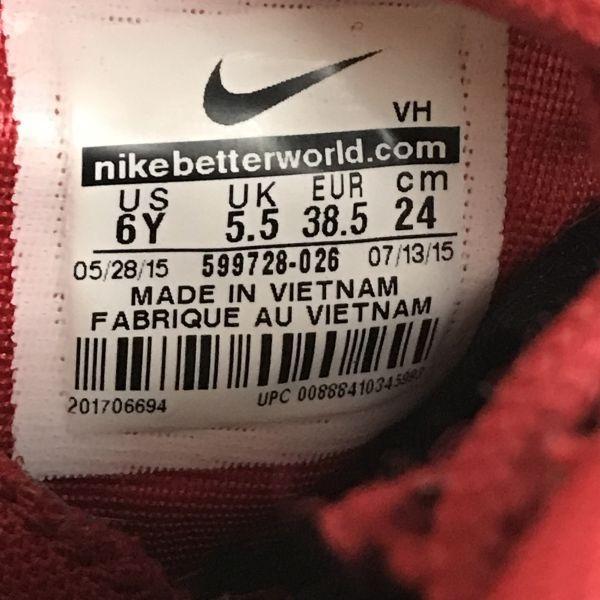 VH
nikebetterworld.com
US UK EUR cm
6Y 5.5 38.5 24
05/28/15 599728-026 07/13/15
MADE IN VIETNAM
FABRIQUE AU VIETNAM
201706694 UPC